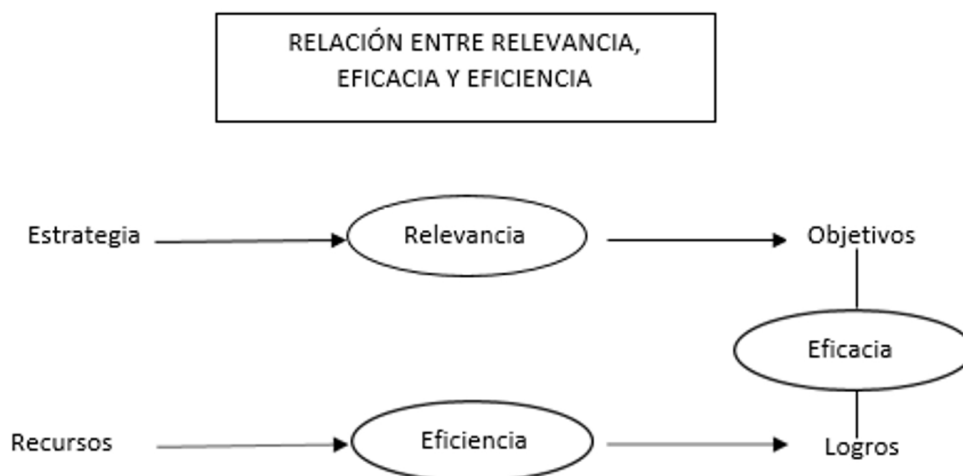 RELACIÓN ENTRE RELEVANCIA,
EFICACIA Y EFICIENCIA
Estrategia
Relevancia
Objetivos
Eficacia
Recursos
Eficiencia
Logros